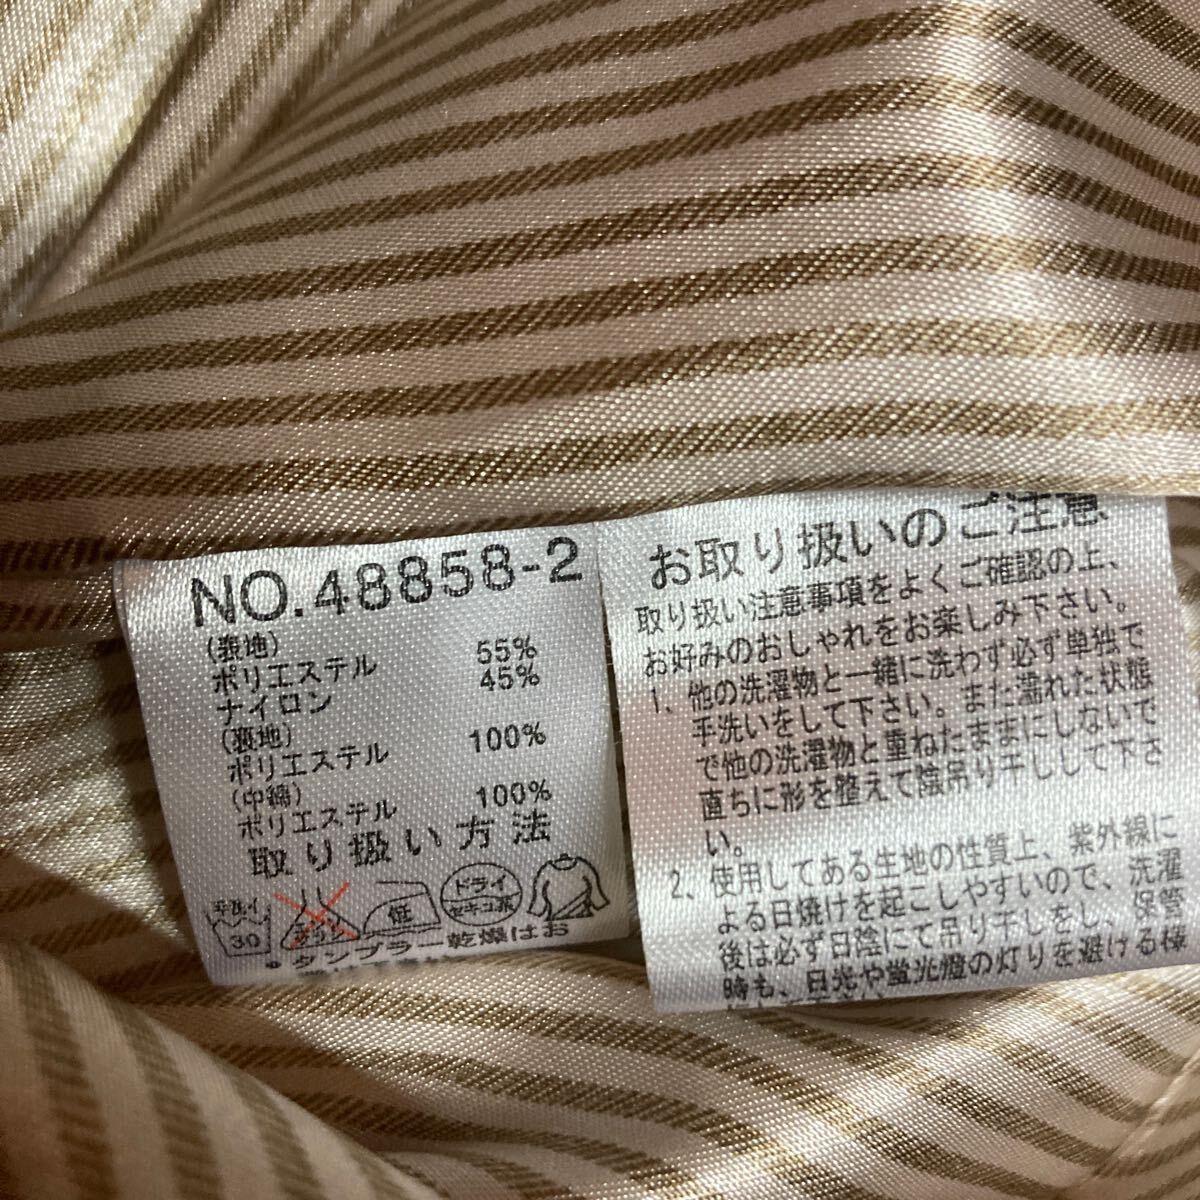 NO.48858-2
(表地)
ポリエステル 55%
ナイロン 45%
(裏地)
ポリエステル 100%
(中綿)
ポリエステル 100%
取り扱い方法
手洗イ
30
低
ドライ
セキユ系
•タンブラー乾燥はお
お取り扱いのご注意
取り扱い注意事項をよくご確認の上、
お好みのおしゃれをお楽しみ下さい。
1、他の洗濯物と一緒に洗わず必ず単独で
手洗いをして下さい。また濡れた状態
で他の洗濯物と重ねたままにしないで
直ちに形を整えて陰吊り干しして下さ
い。
2、使用してある生地の性質上、紫外線に
よる日焼けを起こしやすいので、洗濯
後は必ず日陰にて吊り干しをし、保管
時も、日光や蛍光燈の灯りを避ける様